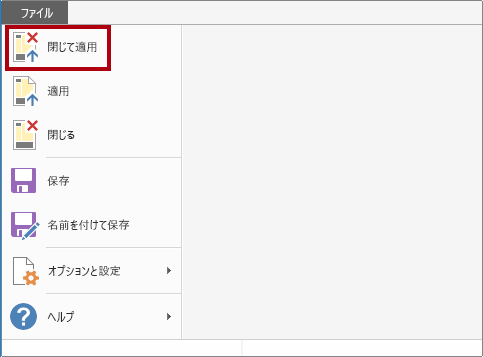 ファイル
閉じて適用
適用
閉じる
保存
名前を付けて保存
オプションと設定
ヘルプ